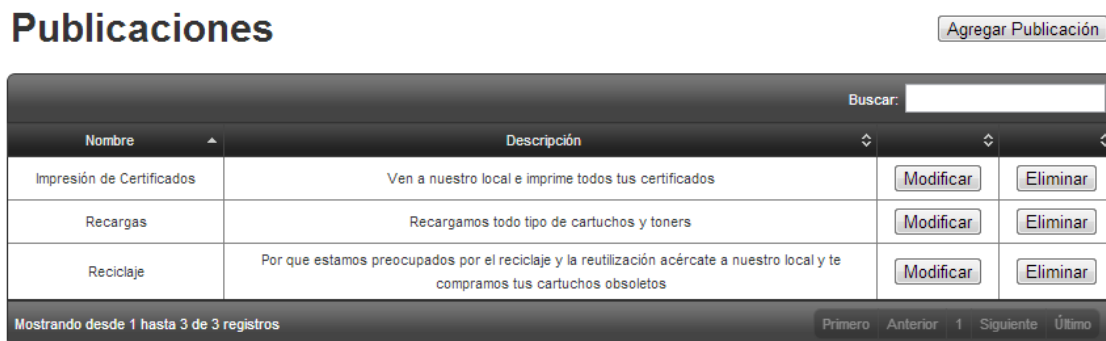 Publicaciones
Agregar Publicación
Buscar:
Nombre Descripción
Impresión de Certificados Ven a nuestro local e imprime todos tus certificados Modificar Eliminar
Recargas Recargamos todo tipo de cartuchos y toners Modificar Eliminar
Reciclaje Por que estamos preocupados por el reciclaje y la reutilización acércate a nuestro local y te
compramos tus cartuchos obsoletos Modificar Eliminar
Mostrando desde 1 hasta 3 de 3 registros Primero Anterior 1 Siguiente Último